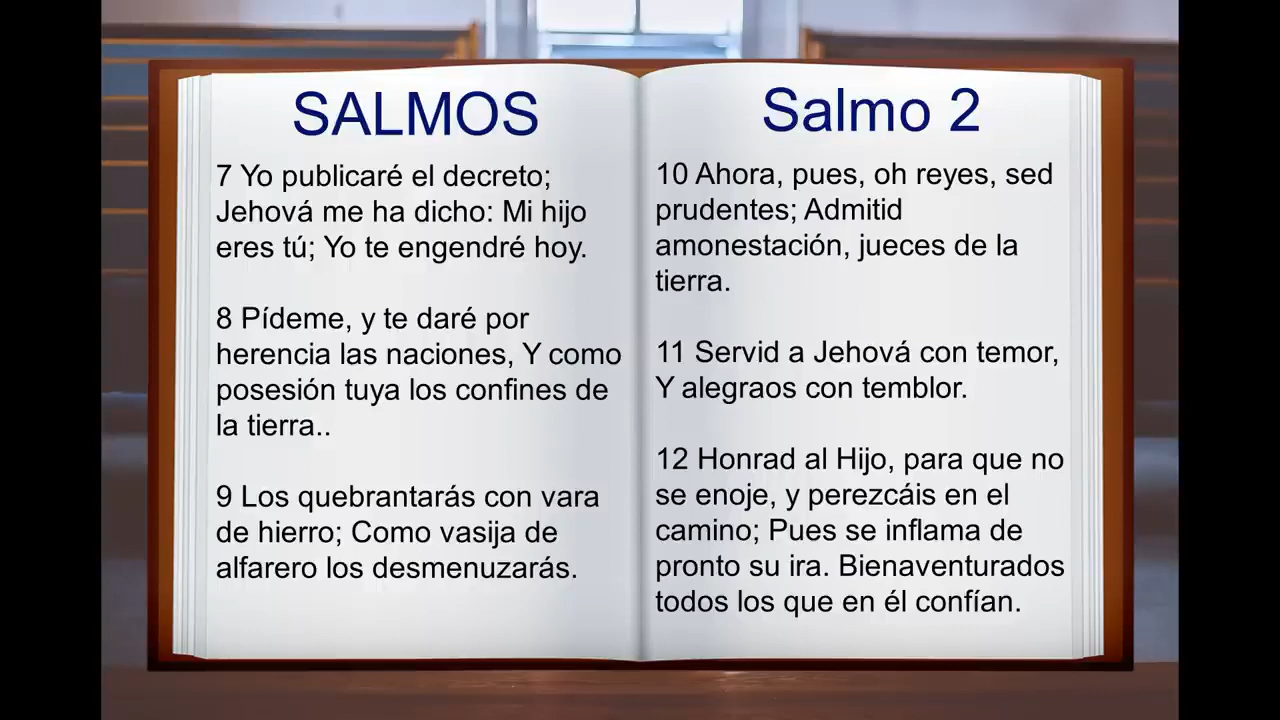 SALMOS
7 Yo publicaré el decreto;
Jehová me ha dicho: Mi hijo
eres tú; Yo te engendré hoy.
8 Pídeme, y te daré por
herencia las naciones, Y como
posesión tuya los confines de
la tierra..
9 Los quebrantarás con vara
de hierro; Como vasija de
alfarero los desmenuzarás.
Salmo 2
10 Ahora, pues, oh reyes, sed
prudentes; Admitid
amonestación, jueces de la
tierra.
11 Servid a Jehová con temor,
Y alegraos con temblor.
12 Honrad al Hijo, para que no
se enoje, y perezcáis en el
camino; Pues se inflama de
pronto su ira. Bienaventurados
todos los que en él confían.